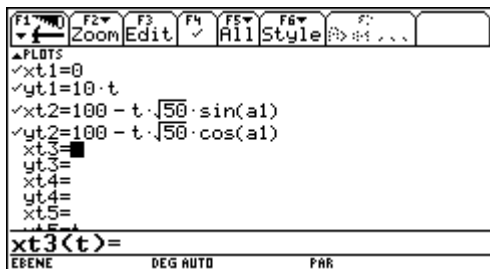 F1 F2 F3 F4 F5 F6 F7
Zoom Edit ✓ All Style
▲PLOTS
✓xt1=0
✓yt1=10·t
✓xt2=100 - t·√50·sin(a1)
✓yt2=100 - t·√50·cos(a1)
xt3=
yt3=
xt4=
yt4=
xt5=
xt3(t)=
EBENE DEG AUTO PAR